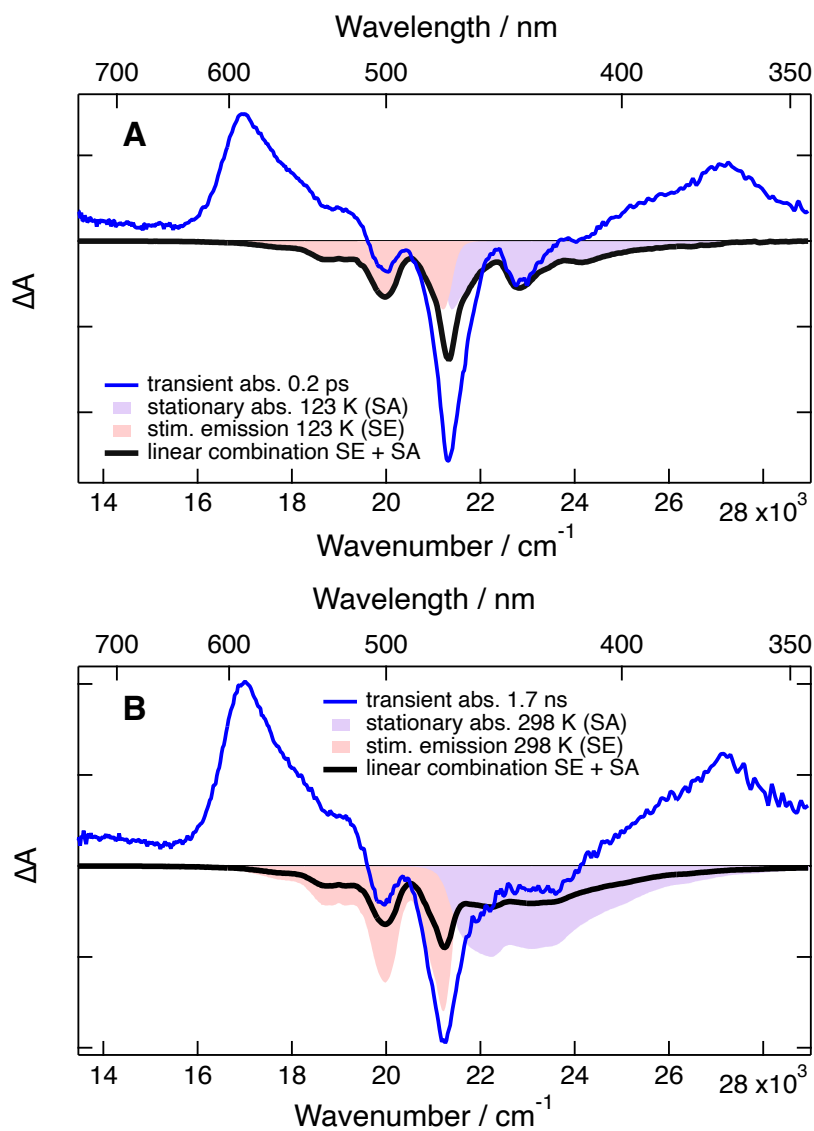 Wavelength / nm
700 600 500 400 350
A
ΔA
transient abs. 0.2 ps
stationary abs. 123 K (SA)
stim. emission 123 K (SE)
linear combination SE + SA
14 16 18 20 22 24 26 28 x10³
Wavenumber / cm⁻¹
Wavelength / nm
700 600 500 400 350
B
ΔA
transient abs. 1.7 ns
stationary abs. 298 K (SA)
stim. emission 298 K (SE)
linear combination SE + SA
14 16 18 20 22 24 26 28 x10³
Wavenumber / cm⁻¹